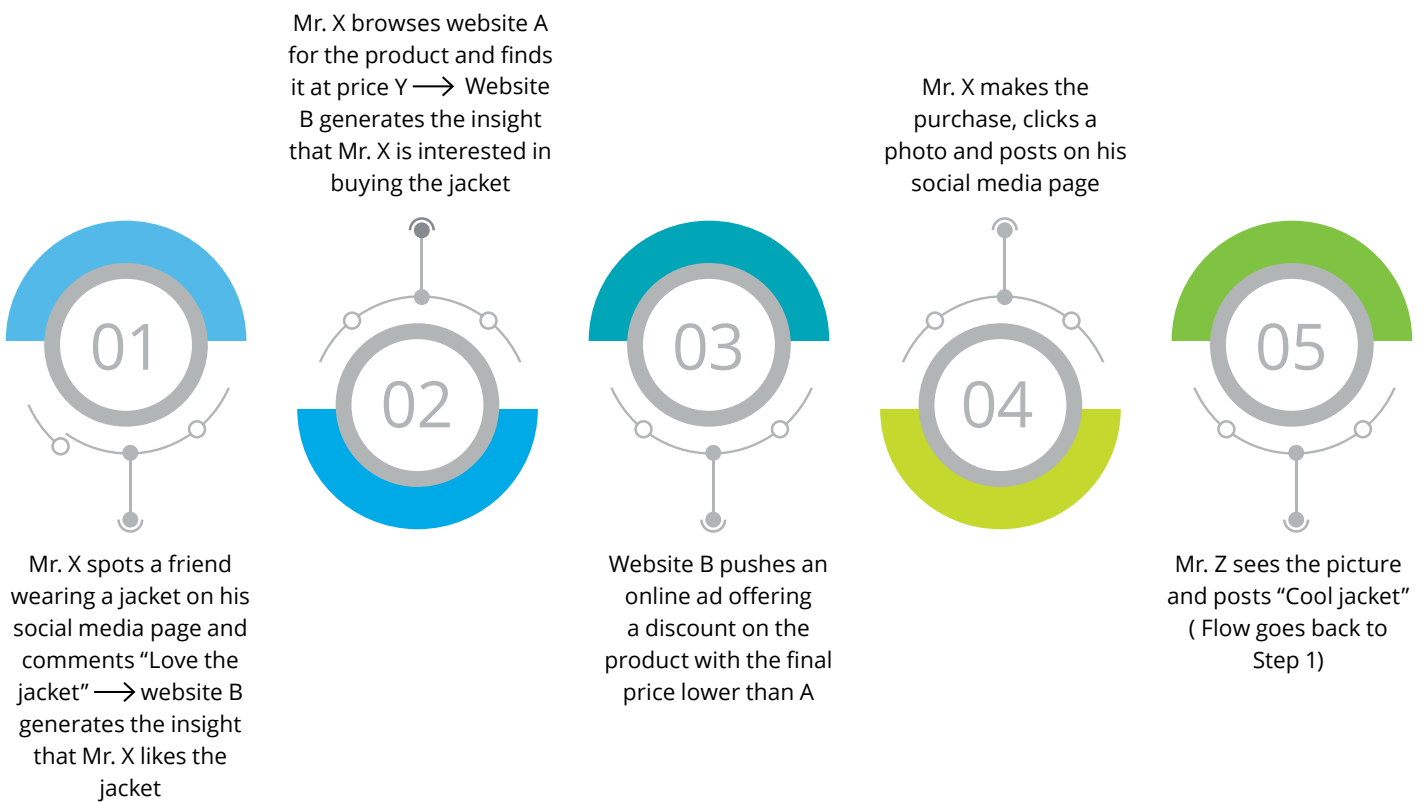 01
Mr. X spots a friend
wearing a jacket on his
social media page and
comments “Love the
jacket” ⟶ website B
generates the insight
that Mr. X likes the
jacket
Mr. X browses website A
for the product and finds
it at price Y ⟶ Website
B generates the insight
that Mr. X is interested in
buying the jacket
02
03
Website B pushes an
online ad offering
a discount on the
product with the final
price lower than A
Mr. X makes the
purchase, clicks a
photo and posts on his
social media page
04
05
Mr. Z sees the picture
and posts “Cool jacket”
( Flow goes back to
Step 1)